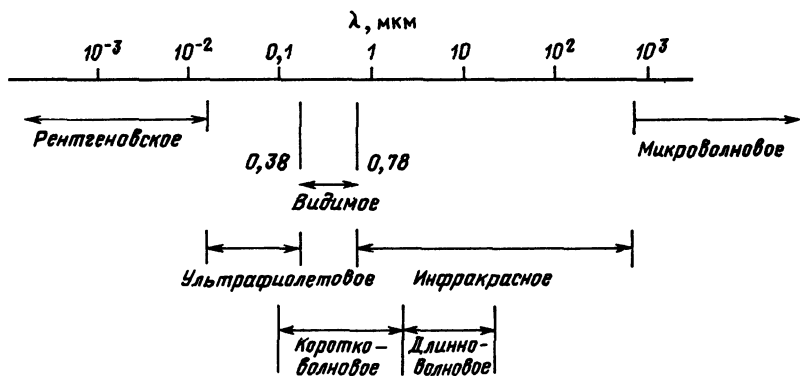 λ, мкм
10⁻³ 10⁻² 0,1 1 10 10² 10³
Рентгеновское
0,38 0,78
Микроволновое
Видимое
Ультрафиолетовое Инфракрасное
Коротко- Длинно-
волновое волновое